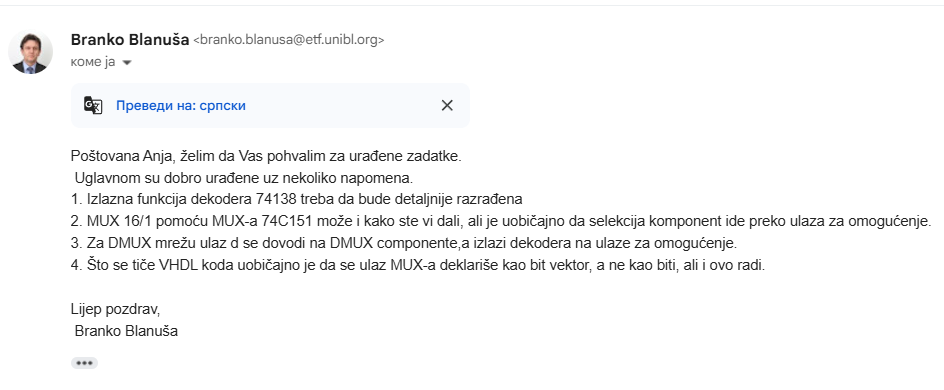 Branko Blanuša <branko.blanusa@etf.unibl.org>
коме ја
Преведи на: српски
Poštovana Anja, želim da Vas pohvalim za urađene zadatke.
Uglavnom su dobro urađene uz nekoliko napomena.
1. Izlazna funkcija dekodera 74138 treba da bude detaljnije razrađena
2. MUX 16/1 pomoću MUX-a 74C151 može i kako ste vi dali, ali je uobičajno da selekcija komponent ide preko ulaza za omogućenje.
3. Za DMUX mrežu ulaz d se dovodi na DMUX componente,a izlazi dekodera na ulaze za omogućenje.
4. Što se tiče VHDL koda uobičajno je da se ulaz MUX-a deklariše kao bit vektor, a ne kao biti, ali i ovo radi.
Lijep pozdrav,
Branko Blanuša